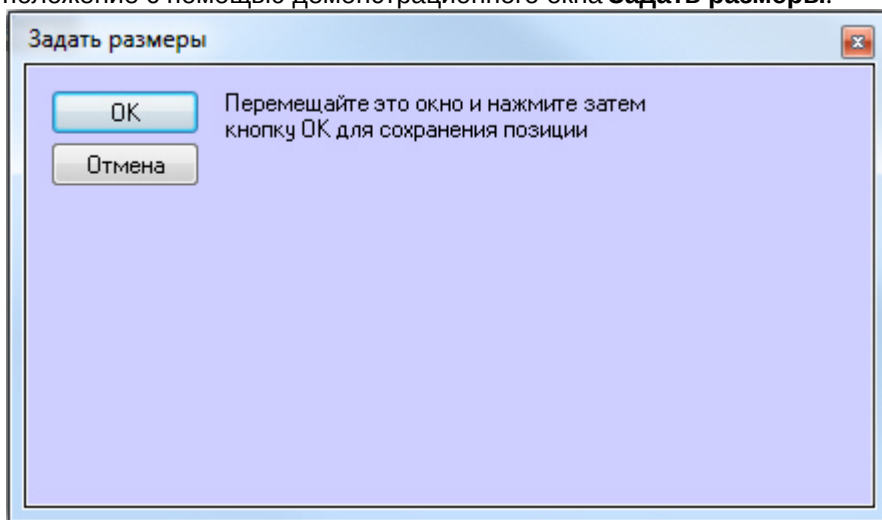 положение с помощью демонстрационного окна Задать размеры.
Задать размеры
OK
Перемещайте это окно и нажмите затем
кнопку OK для сохранения позиции
Отмена